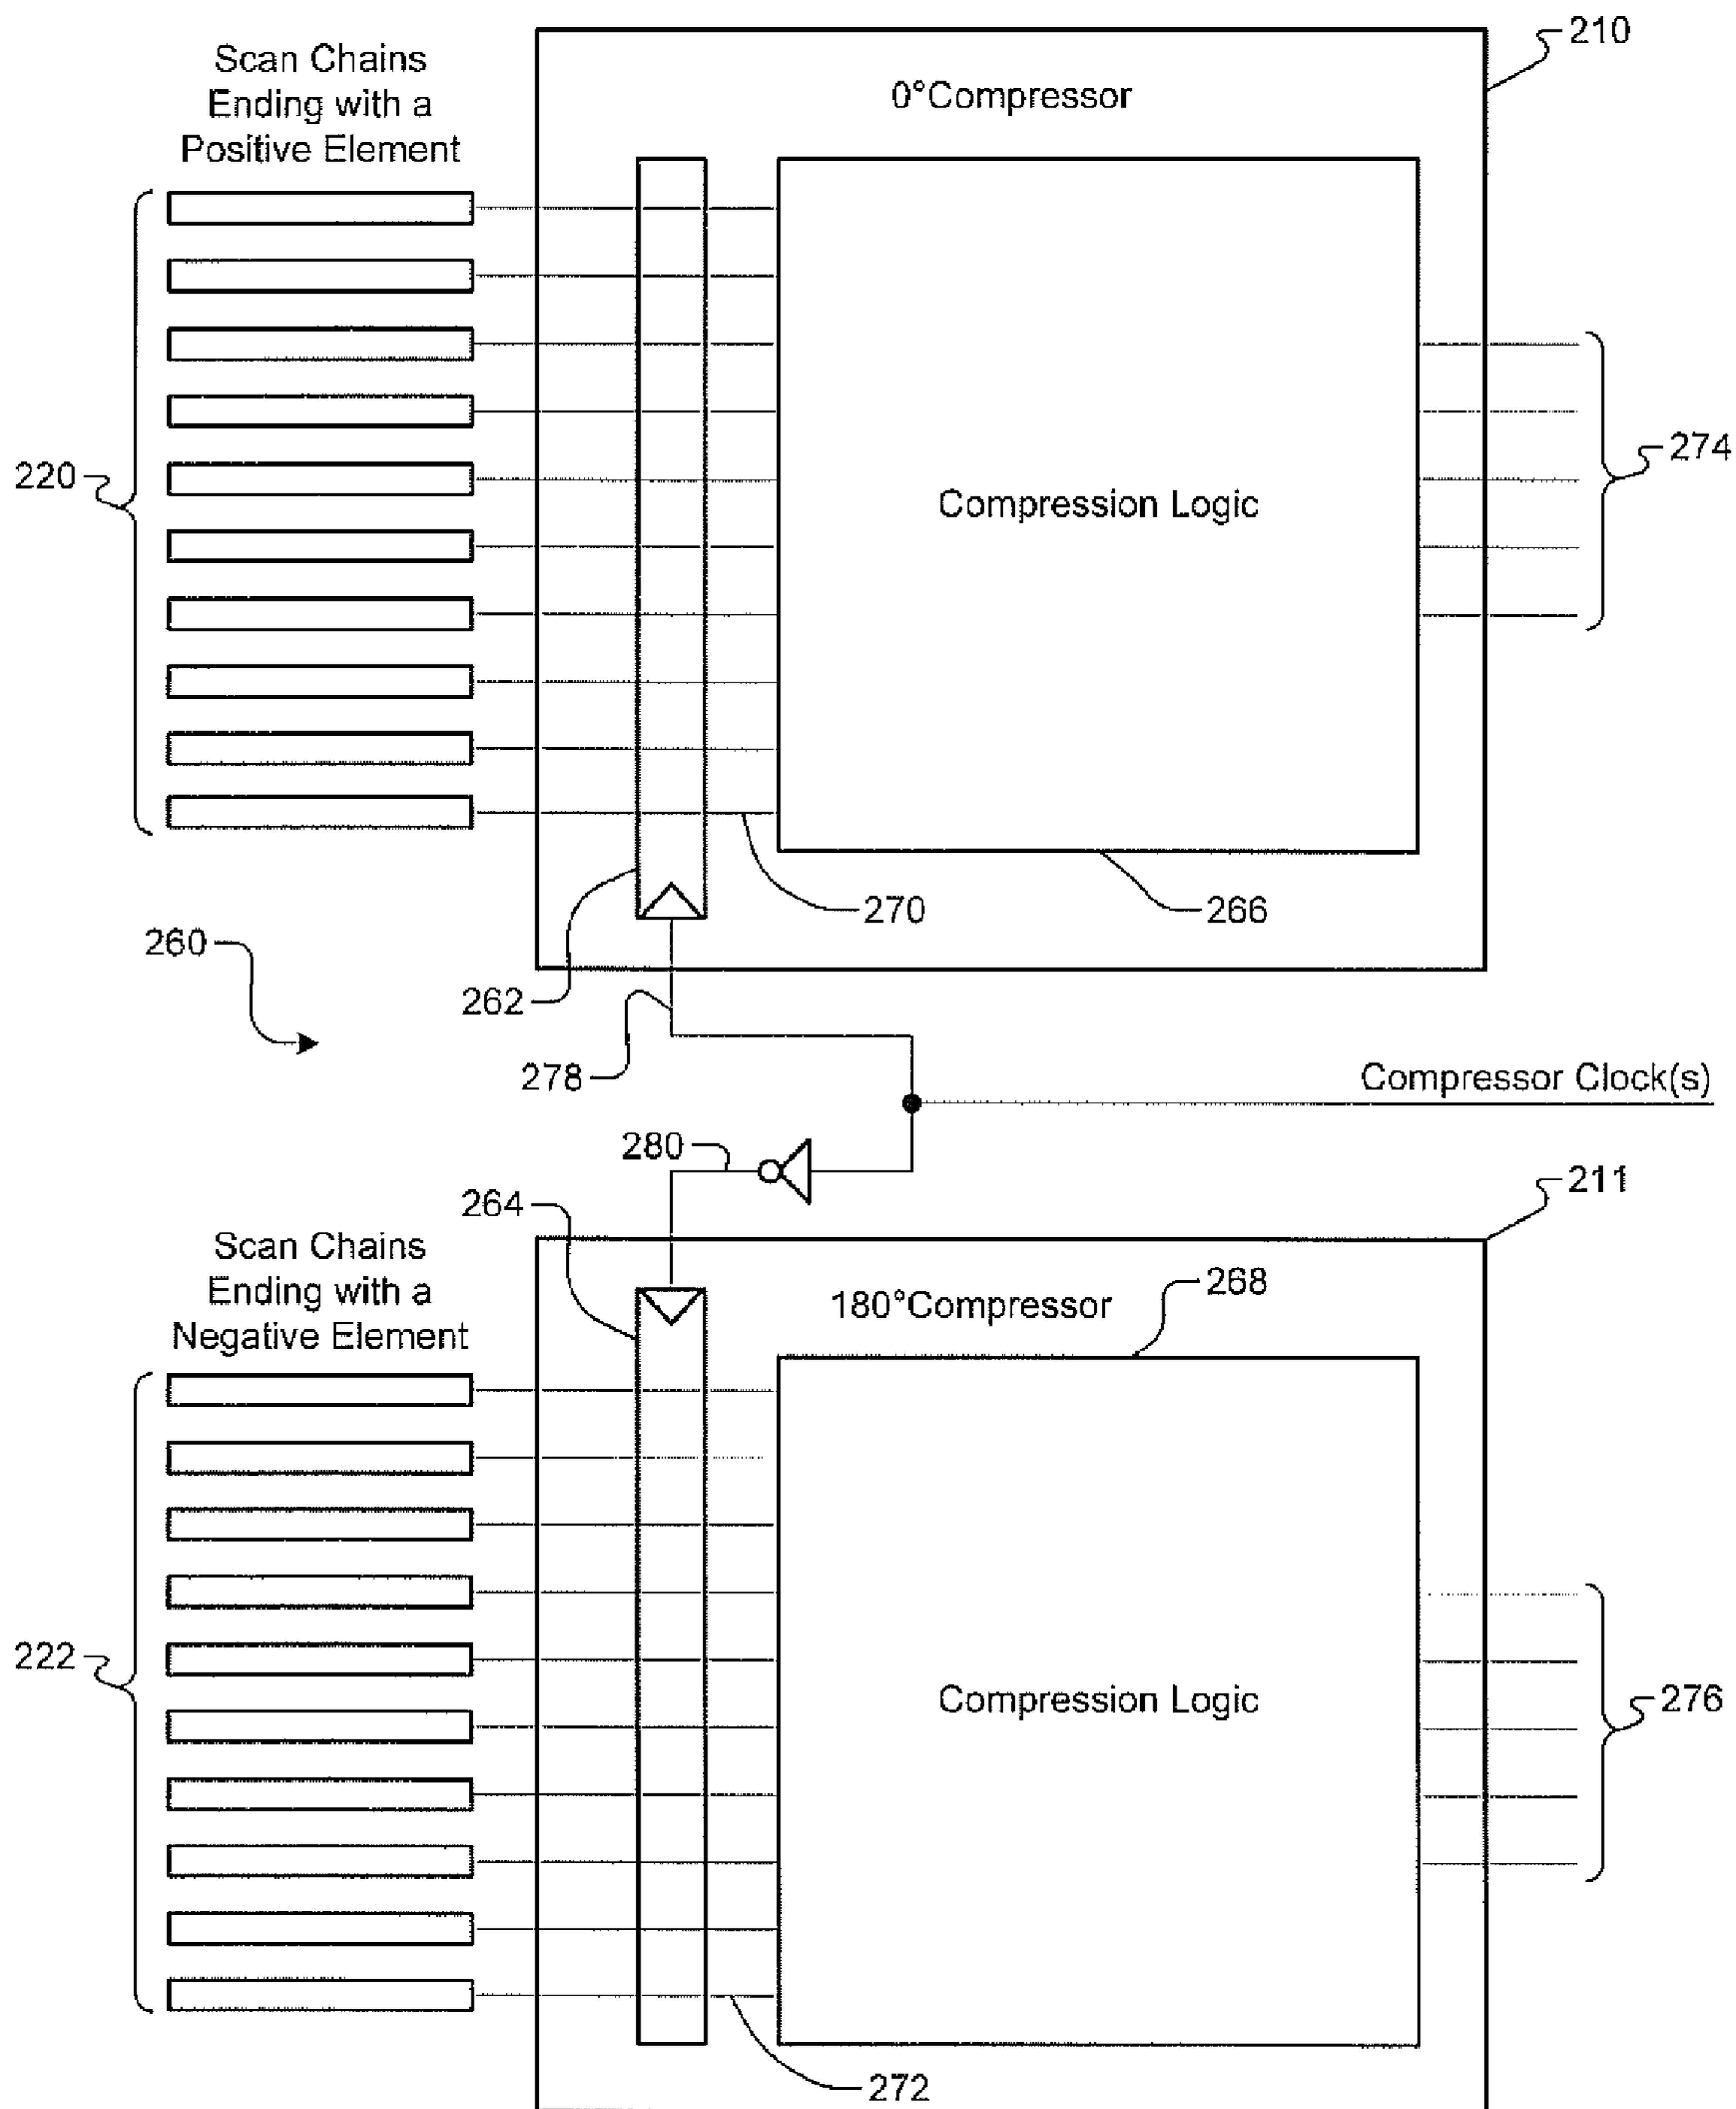 210
Scan Chains
Ending with a
Positive Element
0°Compressor
220
274
Compression Logic
270
266
260
262
278
Compressor Clock(s)
280
264
211
Scan Chains
Ending with a
Negative Element
180°Compressor
268
222
276
Compression Logic
272